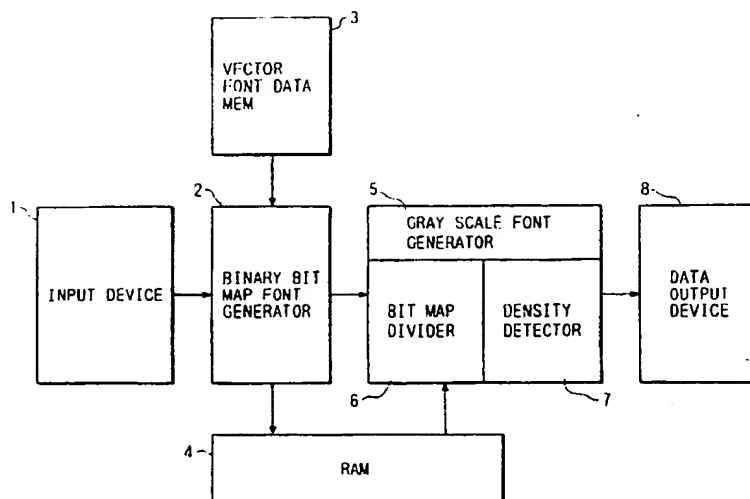 3
VECTOR
FONT DATA
MEM
1
INPUT DEVICE
2
BINARY BIT
MAP FONT
GENERATOR
5
GRAY SCALE FONT
GENERATOR
BIT MAP
DIVIDER
DENSITY
DETECTOR
6
7
8
DATA
OUTPUT
DEVICE
4
RAM